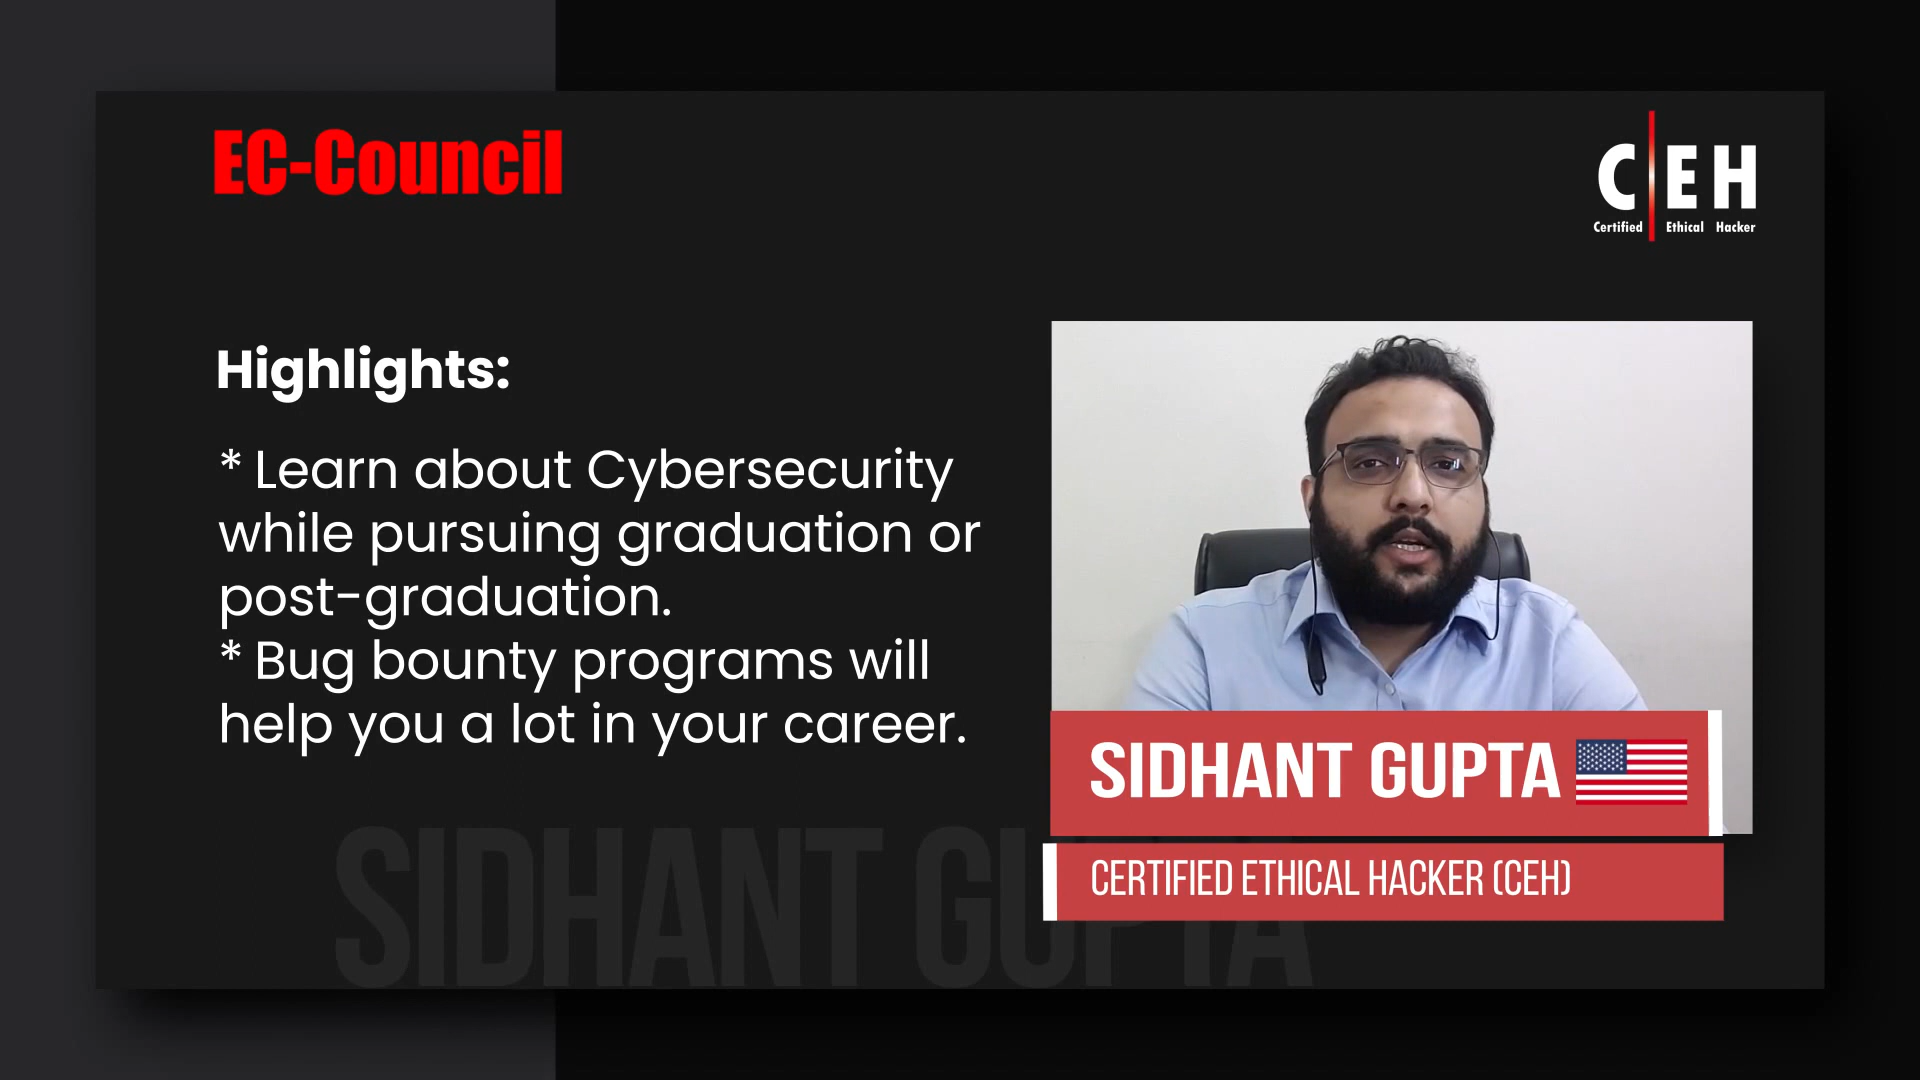 EC-Council
C EH
Certified Ethical Hacker
Highlights:
* Learn about Cybersecurity
while pursuing graduation or
post-graduation.
* Bug bounty programs will
help you a lot in your career.
SIDHANT GUPTA
CERTIFIED ETHICAL HACKER (CEH)
SIDHANT GUPTA